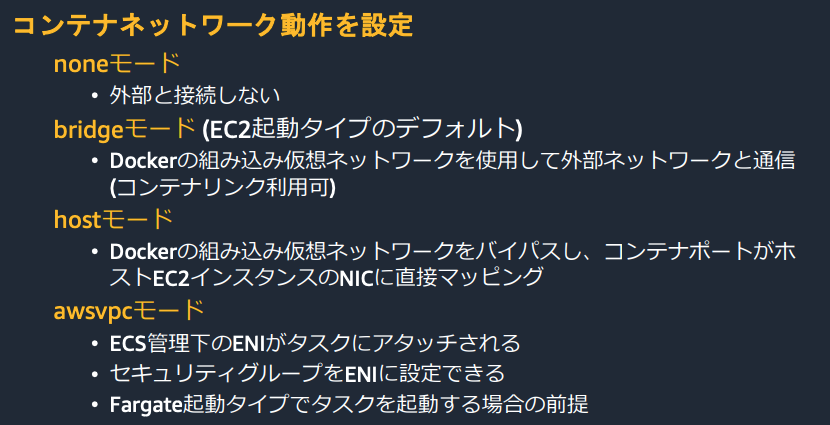 コンテナネットワーク動作を設定
noneモード
• 外部と接続しない
bridgeモード (EC2起動タイプのデフォルト)
• Dockerの組み込み仮想ネットワークを使用して外部ネットワークと通信
(コンテナリンク利用可)
hostモード
• Dockerの組み込み仮想ネットワークをバイパスし、コンテナポートがホ
ストEC2インスタンスのNICに直接マッピング
awsvpcモード
• ECS管理下のENIがタスクにアタッチされる
• セキュリティグループをENIに設定できる
• Fargate起動タイプでタスクを起動する場合の前提